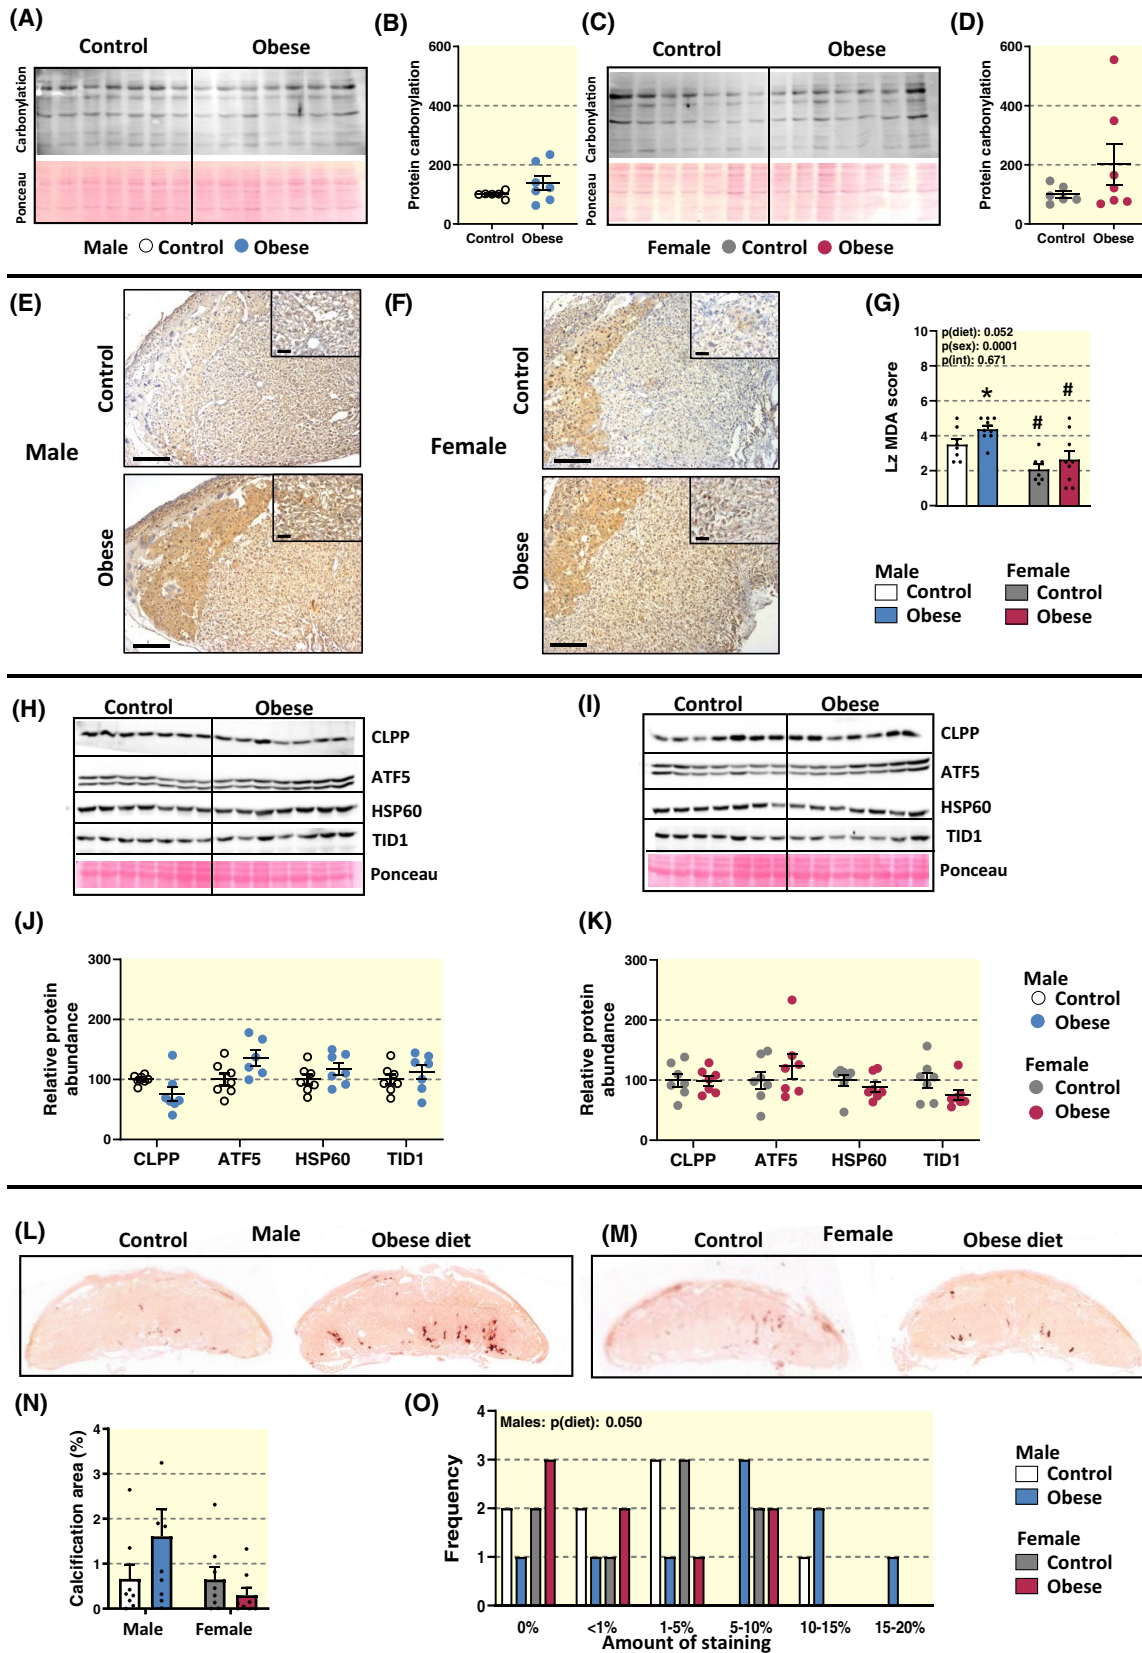 (A)
Control Obese
Carbonylation
Ponceau
(B)
Protein carbonylation
600
400
200
0
Control Obese
(C)
Control Obese
Carbonylation
Ponceau
(D)
Protein carbonylation
600
400
200
0
Control Obese
Male Control Obese
Female Control Obese
(E)
Male
Control
Obese
(F)
Female
Control
Obese
(G)
Lz MDA score
10
8
6
4
2
0
p(diet): 0.052
p(sex): 0.0001
p(int): 0.671
*
#
#
Male Female
Control Control
Obese Obese
(H)
Control Obese
CLPP
ATF5
HSP60
TID1
Ponceau
(I)
Control Obese
CLPP
ATF5
HSP60
TID1
Ponceau
(J)
Relative protein
abundance
300
200
100
0
CLPP ATF5 HSP60 TID1
(K)
Relative protein
abundance
300
200
100
0
CLPP ATF5 HSP60 TID1
Male
Control
Obese
Female
Control
Obese
(L)
Male
Control Obese diet
(M)
Female
Control Obese diet
(N)
Calcification area (%)
4
3
2
1
0
Male Female
(O)
Males: p(diet): 0.050
Frequency
4
3
2
1
0
0% <1% 1-5% 5-10% 10-15% 15-20%
Amount of staining
Male
Control
Obese
Female
Control
Obese